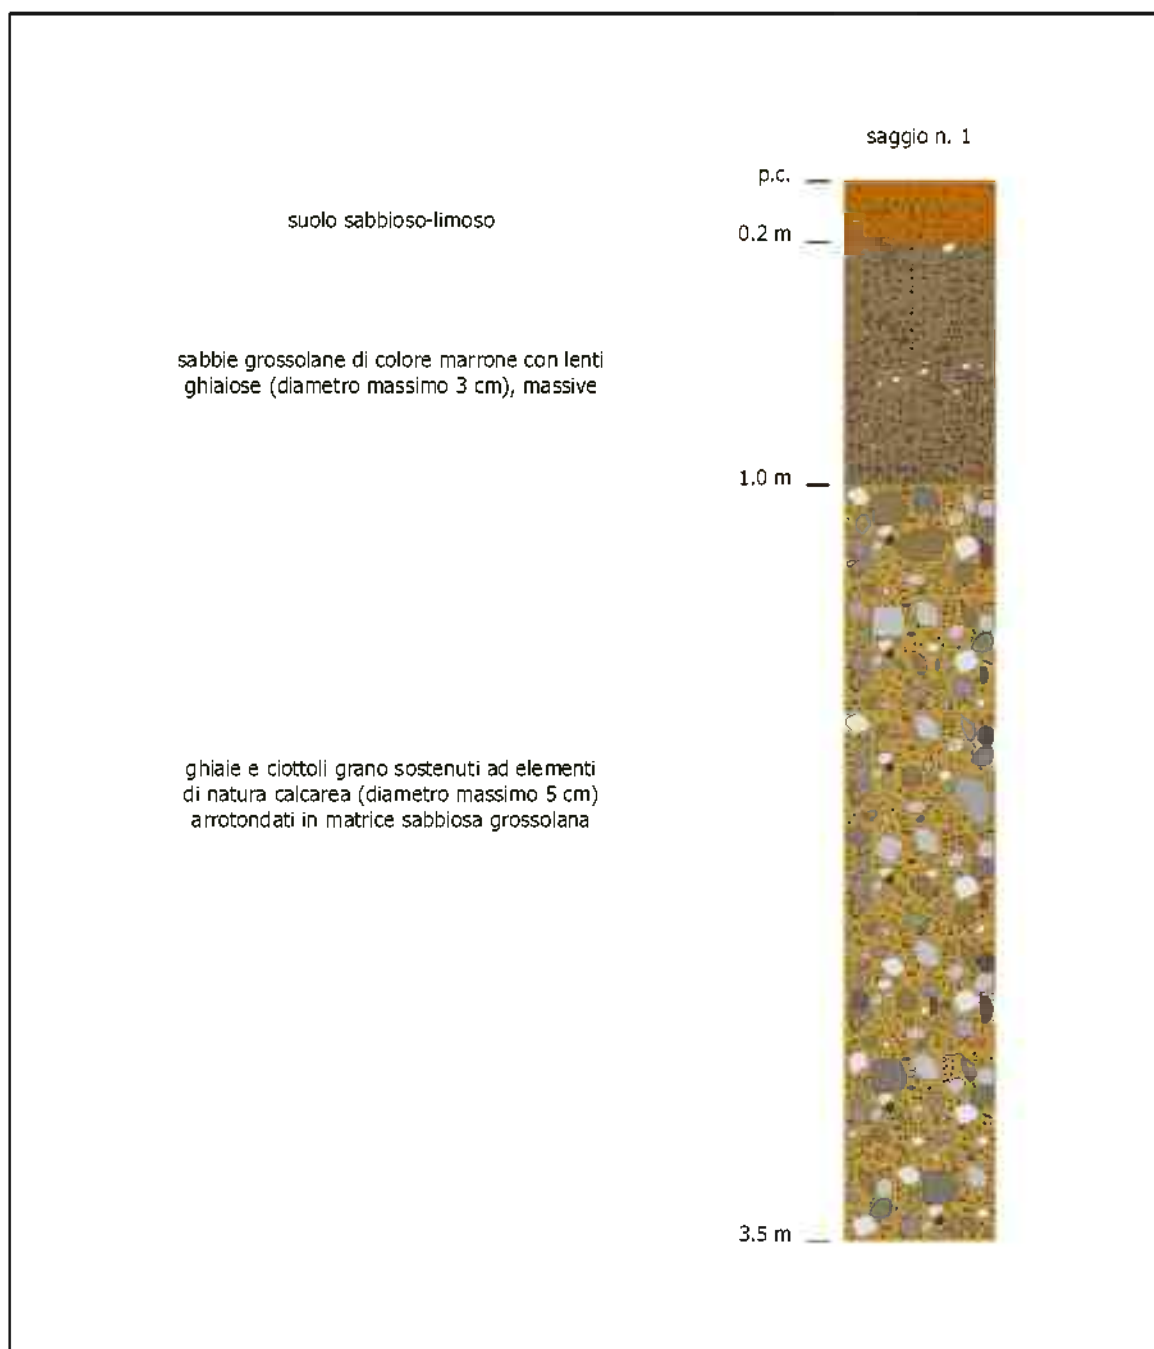 saggio n. 1
p.c.
suolo sabbioso-limoso
0.2 m
sabbie grossolane di colore marrone con lenti
ghiaiose (diametro massimo 3 cm), massive
1.0 m
ghiaie e ciottoli grano sostenuti ad elementi
di natura calcarea (diametro massimo 5 cm)
arrotondati in matrice sabbiosa grossolana
3.5 m